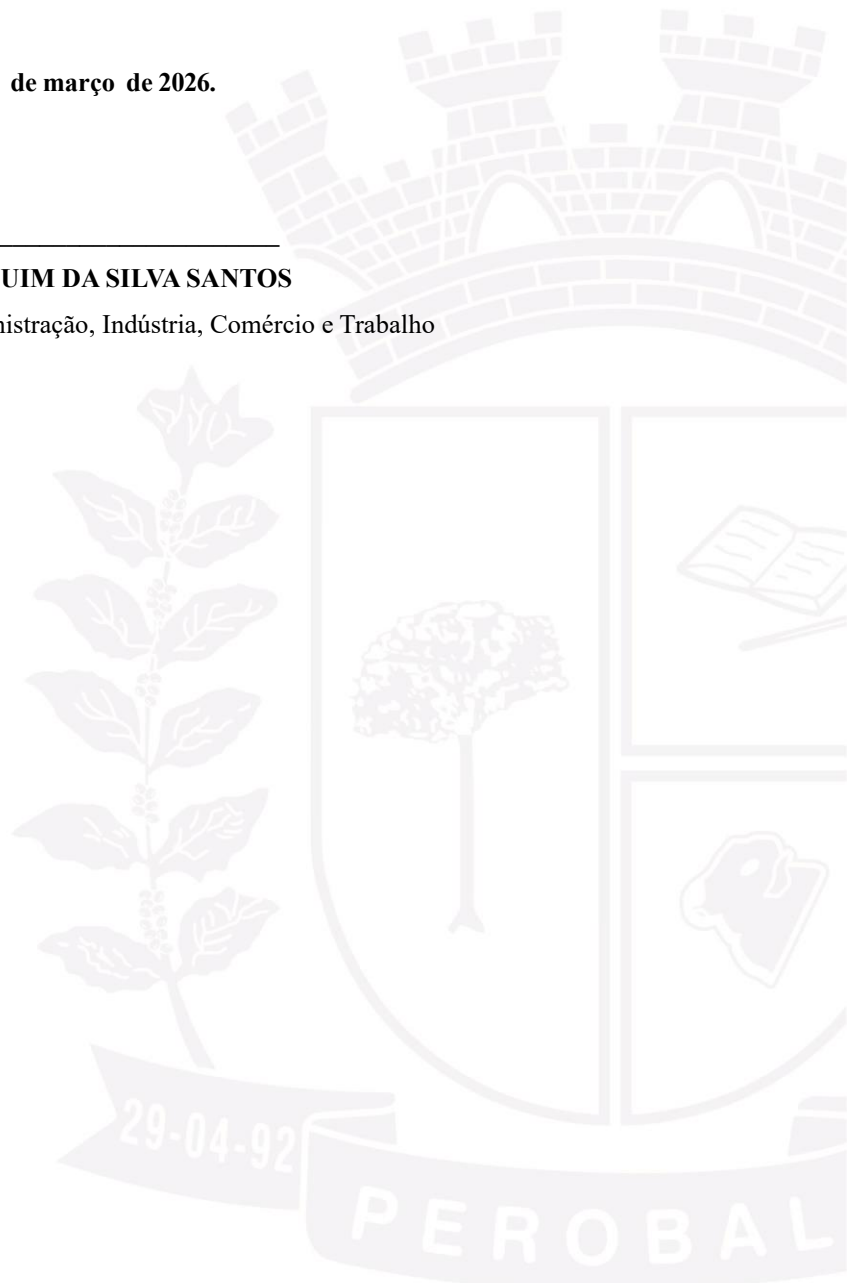 de março de 2026.
UIM DA SILVA SANTOS
nistração, Indústria, Comércio e Trabalho
29-04-92
PEROBAL